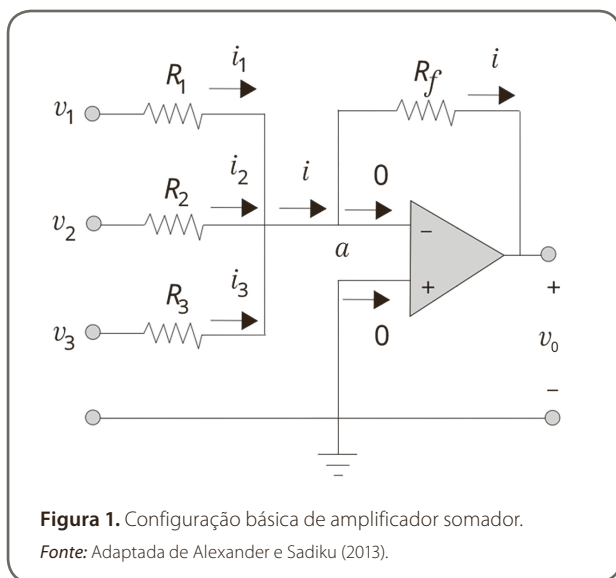 i₁
R₁
v₁
R_f
i
i₂
R₂
v₂
i
0
a
−
+
0
i₃
R₃
v₃
+
v₀
−
Figura 1. Configuração básica de amplificador somador.
Fonte: Adaptada de Alexander e Sadiku (2013).